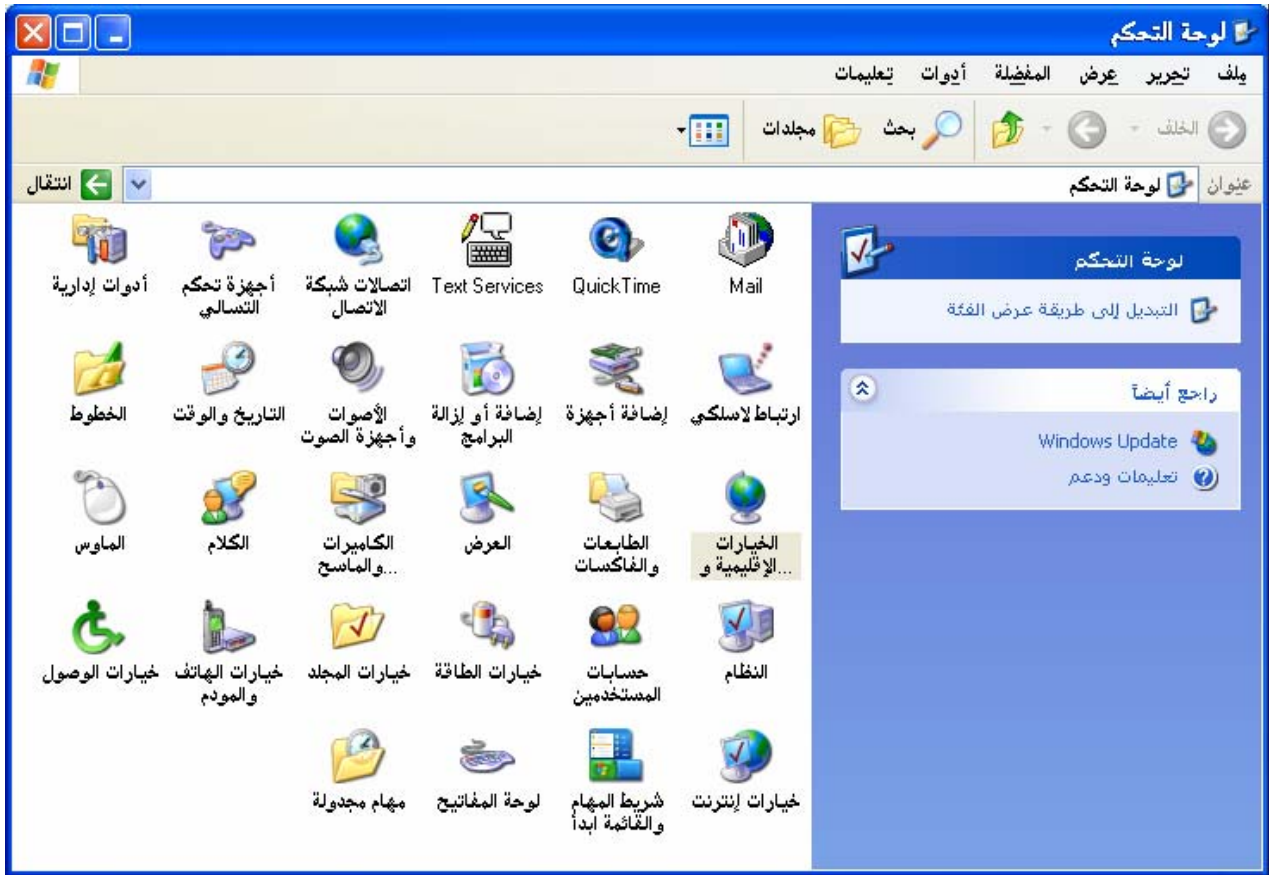 لوحة التحكم
ملف تحرير عرض المفضلة أدوات تعليمات
الخلف بحث مجلدات
عنوان لوحة التحكم انتقال
لوحة التحكم
التبديل إلى طريقة عرض الفئة
راجع أيضاً
Windows Update
تعليمات ودعم
Mail
QuickTime
Text Services
اتصالات شبكة
الاتصال
أجهزة تحكم
التسالي
أدوات إدارية
ارتباط لاسلكي
إضافة أجهزة
إضافة أو إزالة
البرامج
الأصوات
وأجهزة الصوت
التاريخ والوقت
الخطوط
الخيارات
الإقليمية و...
الطابعات
والفاكسات
العرض
الكاميرات
والماسح...
الكلام
الماوس
النظام
حسابات
المستخدمين
خيارات الطاقة
خيارات المجلد
خيارات الهاتف
والمودم
خيارات الوصول
خيارات إنترنت
شريط المهام
والقائمة ابدأ
لوحة المفاتيح
مهام مجدولة